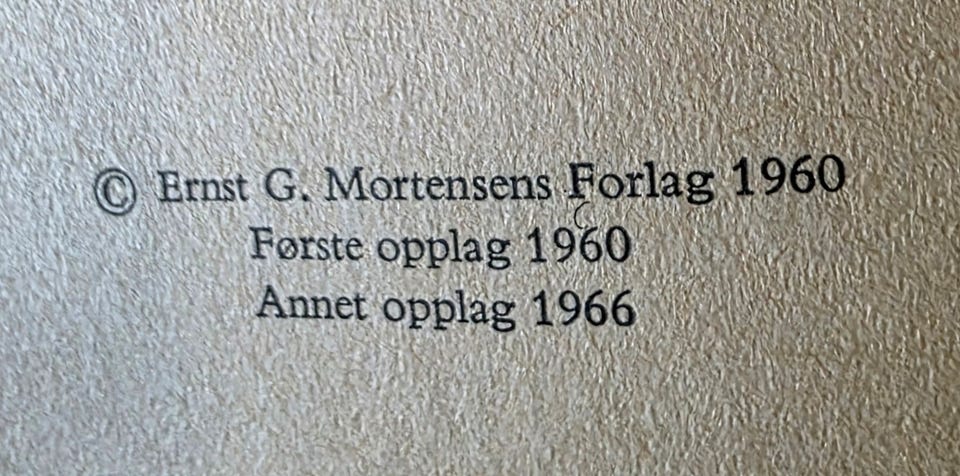 © Ernst G. Mortensens Forlag 1960
Første opplag 1960
Annet opplag 1966